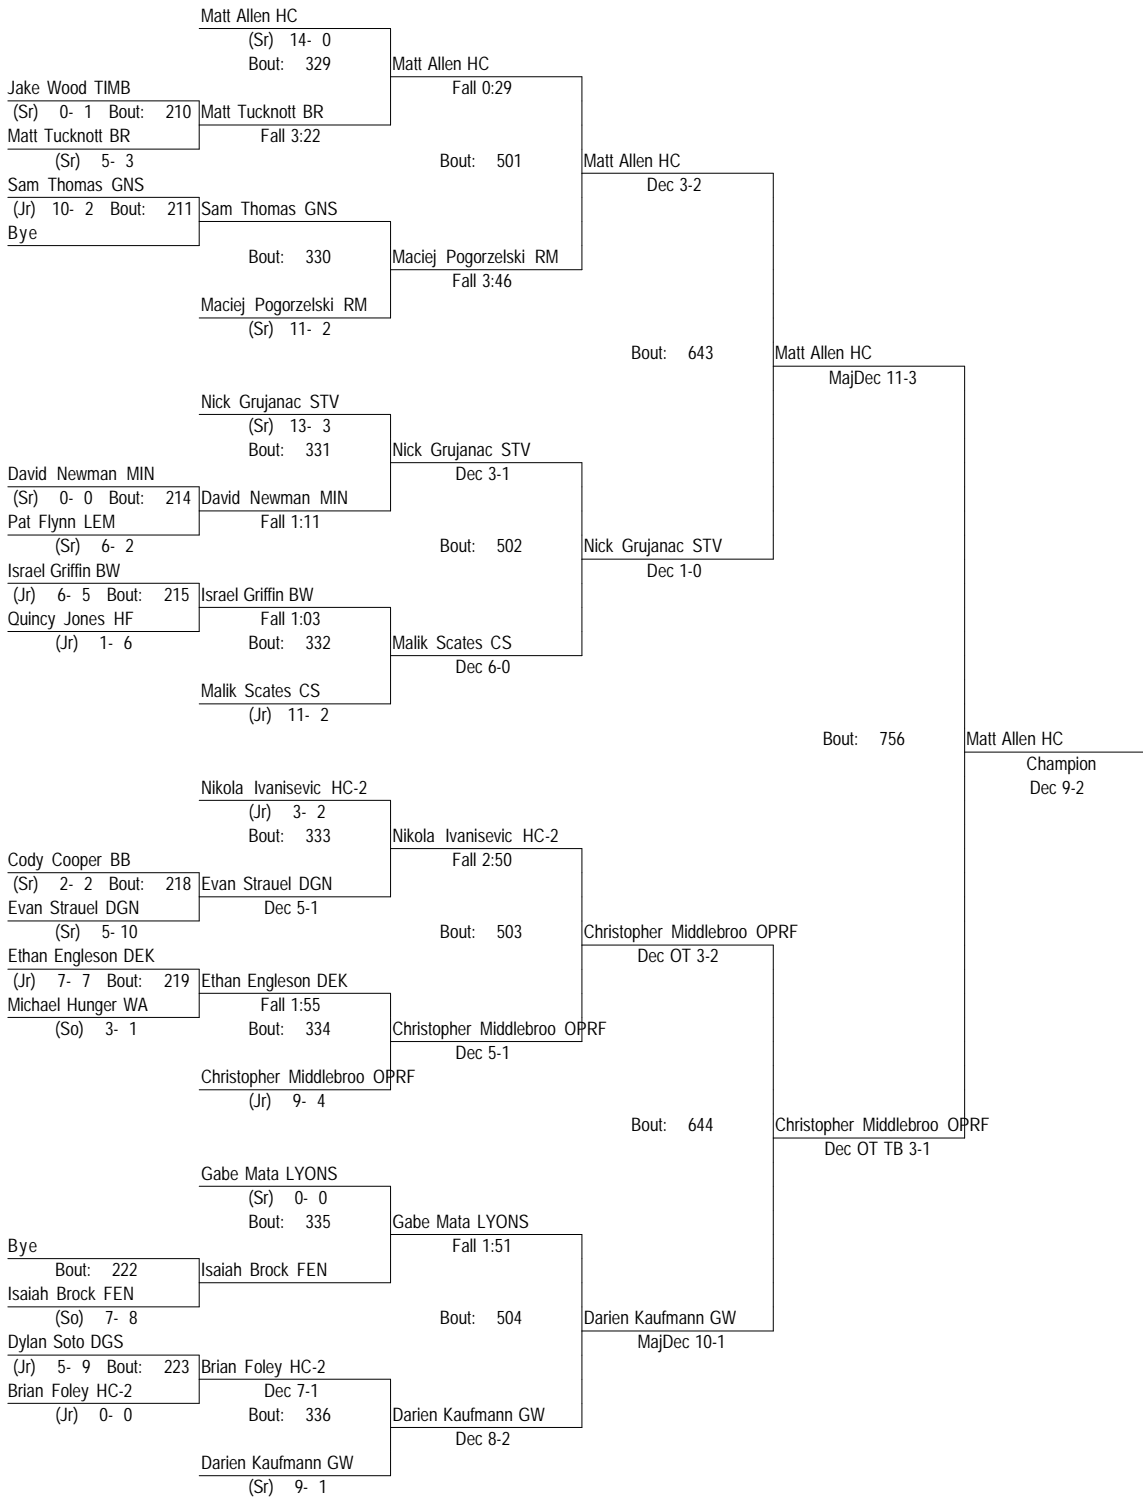 Matt Allen HC
(Sr) 14- 0
Bout: 329
Matt Allen HC
Fall 0:29
Jake Wood TIMB
(Sr) 0- 1 Bout: 210
Matt Tucknott BR
Fall 3:22
Matt Tucknott BR
(Sr) 5- 3
Bout: 501
Matt Allen HC
Dec 3-2
Sam Thomas GNS
(Jr) 10- 2 Bout: 211
Sam Thomas GNS
Bye
Bout: 330
Maciej Pogorzelski RM
Fall 3:46
Maciej Pogorzelski RM
(Sr) 11- 2
Bout: 643
Matt Allen HC
MajDec 11-3
Nick Grujanac STV
(Sr) 13- 3
Bout: 331
Nick Grujanac STV
Dec 3-1
David Newman MIN
(Sr) 0- 0 Bout: 214
David Newman MIN
Fall 1:11
Pat Flynn LEM
(Sr) 6- 2
Bout: 502
Nick Grujanac STV
Dec 1-0
Israel Griffin BW
(Jr) 6- 5 Bout: 215
Israel Griffin BW
Fall 1:03
Quincy Jones HF
(Jr) 1- 6
Bout: 332
Malik Scates CS
Dec 6-0
Malik Scates CS
(Jr) 11- 2
Bout: 756
Matt Allen HC
Champion
Dec 9-2
Nikola Ivanisevic HC-2
(Jr) 3- 2
Bout: 333
Nikola Ivanisevic HC-2
Fall 2:50
Cody Cooper BB
(Sr) 2- 2 Bout: 218
Evan Strauel DGN
Dec 5-1
Evan Strauel DGN
(Sr) 5- 10
Bout: 503
Christopher Middlebroo OPRF
Dec OT 3-2
Ethan Engleson DEK
(Jr) 7- 7 Bout: 219
Ethan Engleson DEK
Fall 1:55
Michael Hunger WA
(So) 3- 1
Bout: 334
Christopher Middlebroo OPRF
Dec 5-1
Christopher Middlebroo OPRF
(Jr) 9- 4
Bout: 644
Christopher Middlebroo OPRF
Dec OT TB 3-1
Gabe Mata LYONS
(Sr) 0- 0
Bout: 335
Gabe Mata LYONS
Fall 1:51
Bye
Bout: 222
Isaiah Brock FEN
Isaiah Brock FEN
(So) 7- 8
Bout: 504
Darien Kaufmann GW
MajDec 10-1
Dylan Soto DGS
(Jr) 5- 9 Bout: 223
Brian Foley HC-2
Dec 7-1
Brian Foley HC-2
(Jr) 0- 0
Bout: 336
Darien Kaufmann GW
Dec 8-2
Darien Kaufmann GW
(Sr) 9- 1